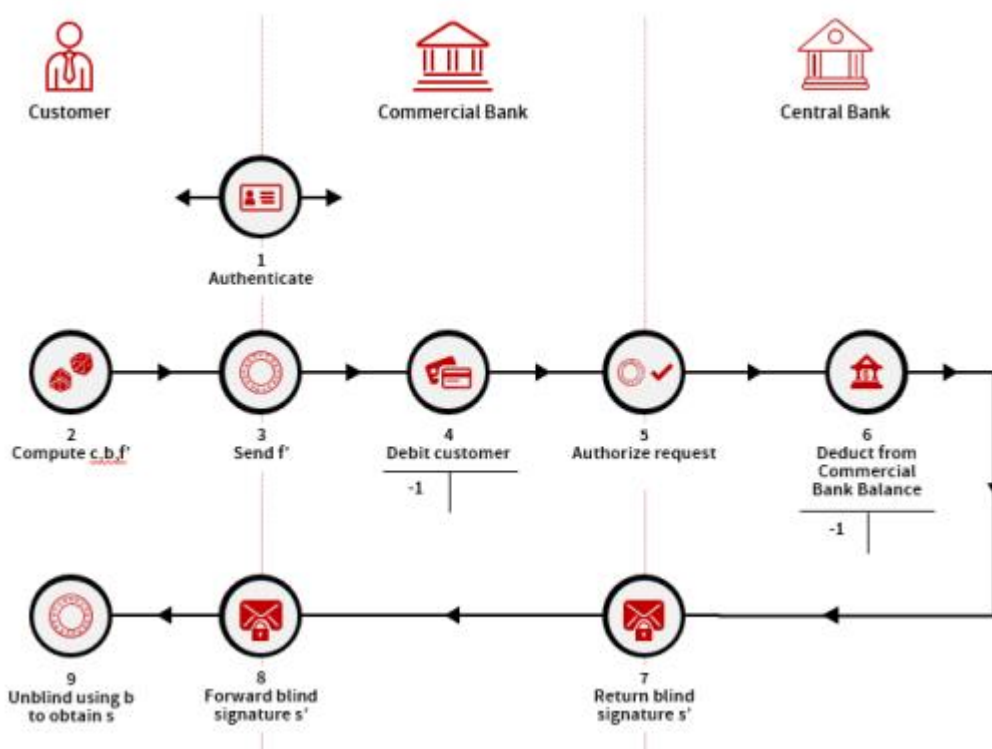 Customer
Commercial Bank
Central Bank
1
Authenticate
2
Compute c,b,f'
3
Send f'
4
Debit customer
-1
5
Authorize request
6
Deduct from
Commercial
Bank Balance
-1
9
Unblind using b
to obtain s
8
Forward blind
signature s'
7
Return blind
signature s'